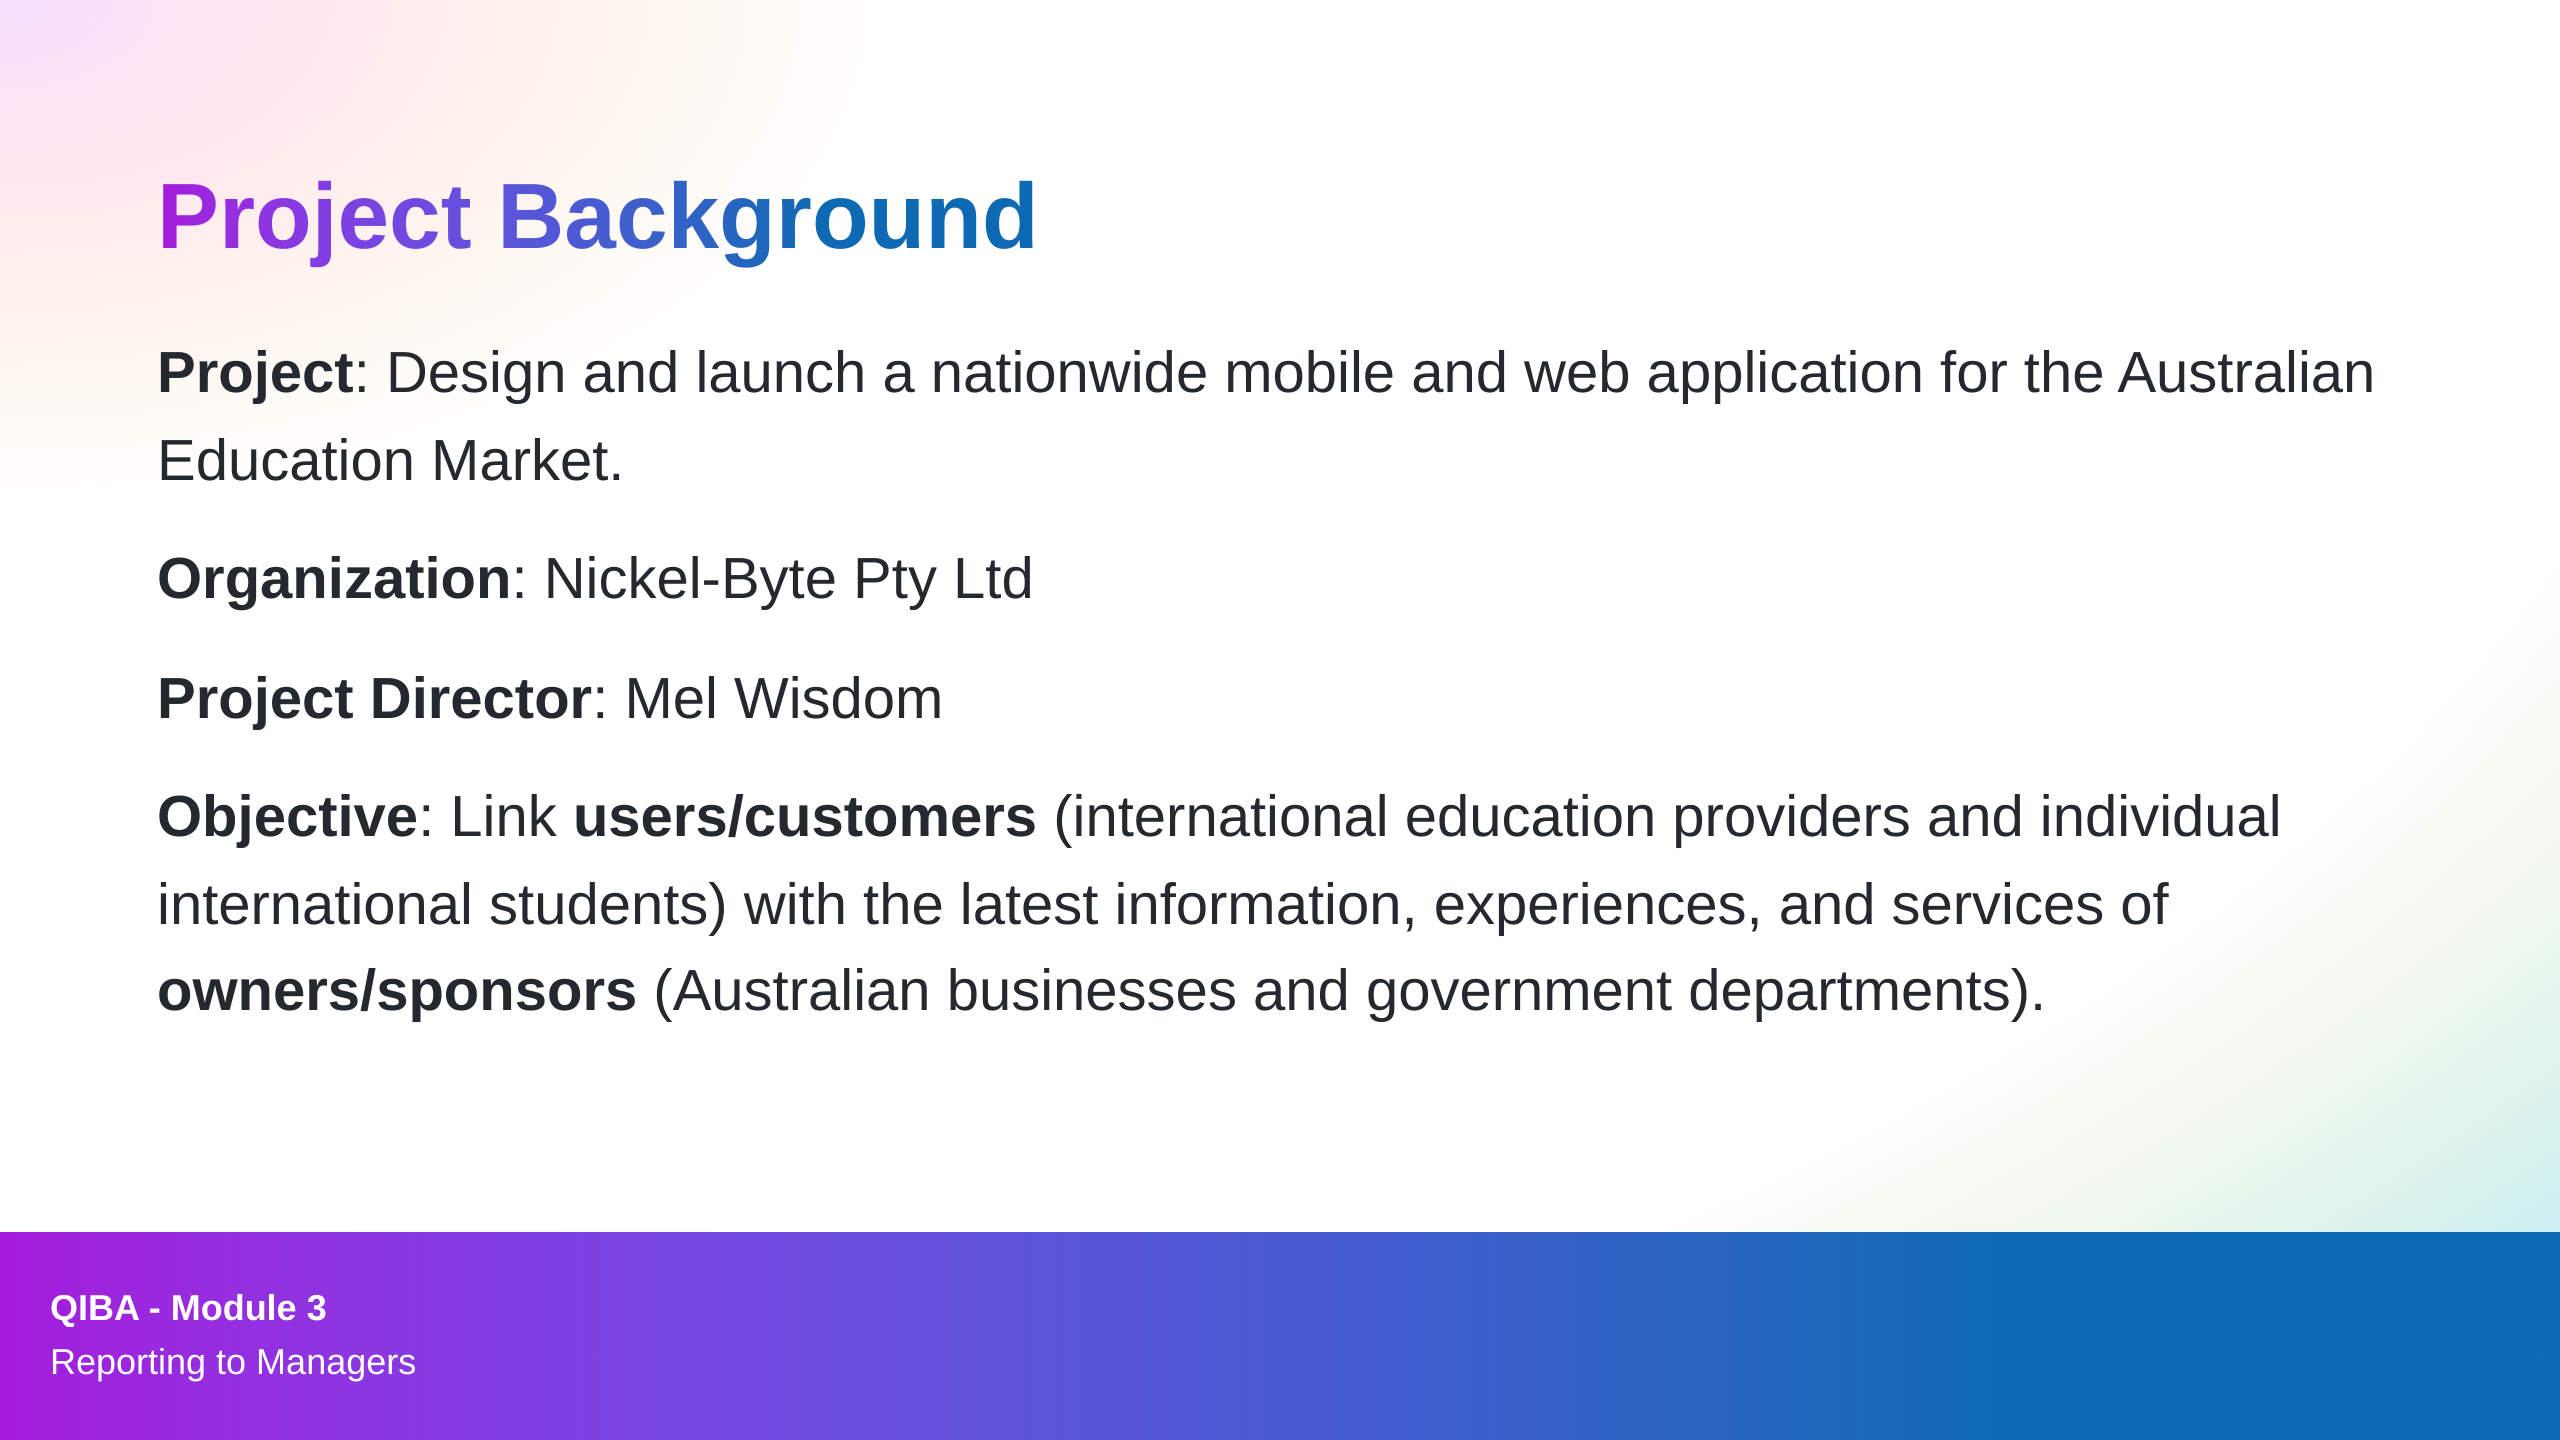 Project Background
Project: Design and launch a nationwide mobile and web application for the Australian
Education Market.
Organization: Nickel-Byte Pty Ltd
Project Director: Mel Wisdom
Objective: Link users/customers (international education providers and individual
international students) with the latest information, experiences, and services of
owners/sponsors (Australian businesses and government departments).
QIBA - Module 3
Reporting to Managers